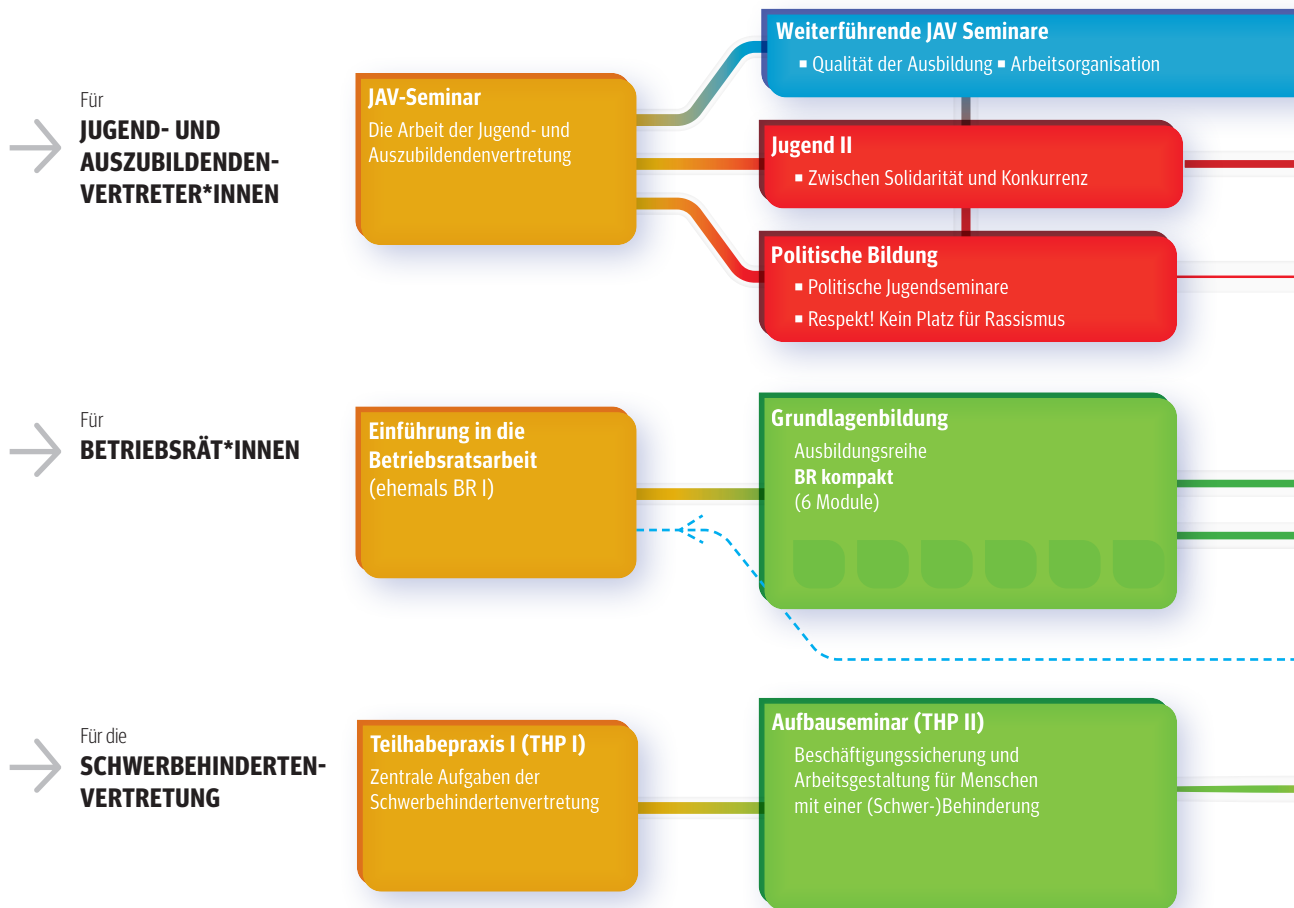 Für
JUGEND- UND
AUSZUBILDENDEN-
VERTRETER*INNEN
JAV-Seminar
Die Arbeit der Jugend- und
Auszubildendenvertretung
Weiterführende JAV Seminare
▪ Qualität der Ausbildung ▪ Arbeitsorganisation
Jugend II
▪ Zwischen Solidarität und Konkurrenz
Politische Bildung
▪ Politische Jugendseminare
▪ Respekt! Kein Platz für Rassismus
Für
BETRIEBSRÄT*INNEN
Einführung in die
Betriebsratsarbeit
(ehemals BR I)
Grundlagenbildung
Ausbildungsreihe
BR kompakt
(6 Module)
Für die
SCHWERBEHINDERTEN-
VERTRETUNG
Teilhabepraxis I (THP I)
Zentrale Aufgaben der
Schwerbehindertenvertretung
Aufbauseminar (THP II)
Beschäftigungssicherung und
Arbeitsgestaltung für Menschen
mit einer (Schwer-)Behinderung